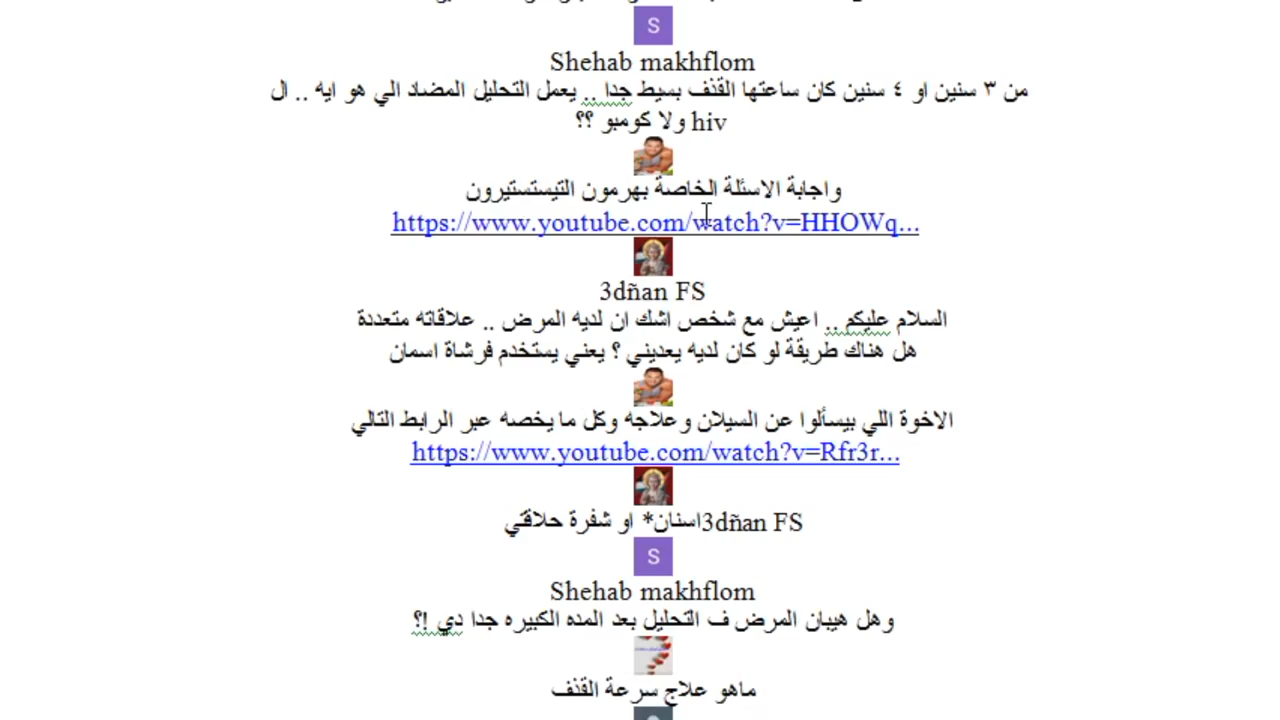 S
Shehab makhflom
من ٣ سنين او ٤ سنين كان ساعتها القذف بسيط جدا .. يعمل التحليل المضاد الي هو ايه .. ال
hiv ولا كومبو ؟؟
واجابة الاسئلة الخاصة بهرمون التيستستيرون
https://www.youtube.com/watch?v=HHOWq...
3dñan FS
السلام عليكم .. اعيش مع شخص اشك ان لديه المرض .. علاقاته متعددة
هل هناك طريقة لو كان لديه يعديني ؟ يعني يستخدم فرشاة اسمان
الاخوة اللي بيسألوا عن السيلان وعلاجه وكل ما يخصه عبر الرابط التالي
https://www.youtube.com/watch?v=Rfr3r...
3dñan FSاسنان* او شفرة حلاقتي
S
Shehab makhflom
وهل هيبان المرض ف التحليل بعد المده الكبيره جدا دي !؟
ماهو علاج سرعة القذف